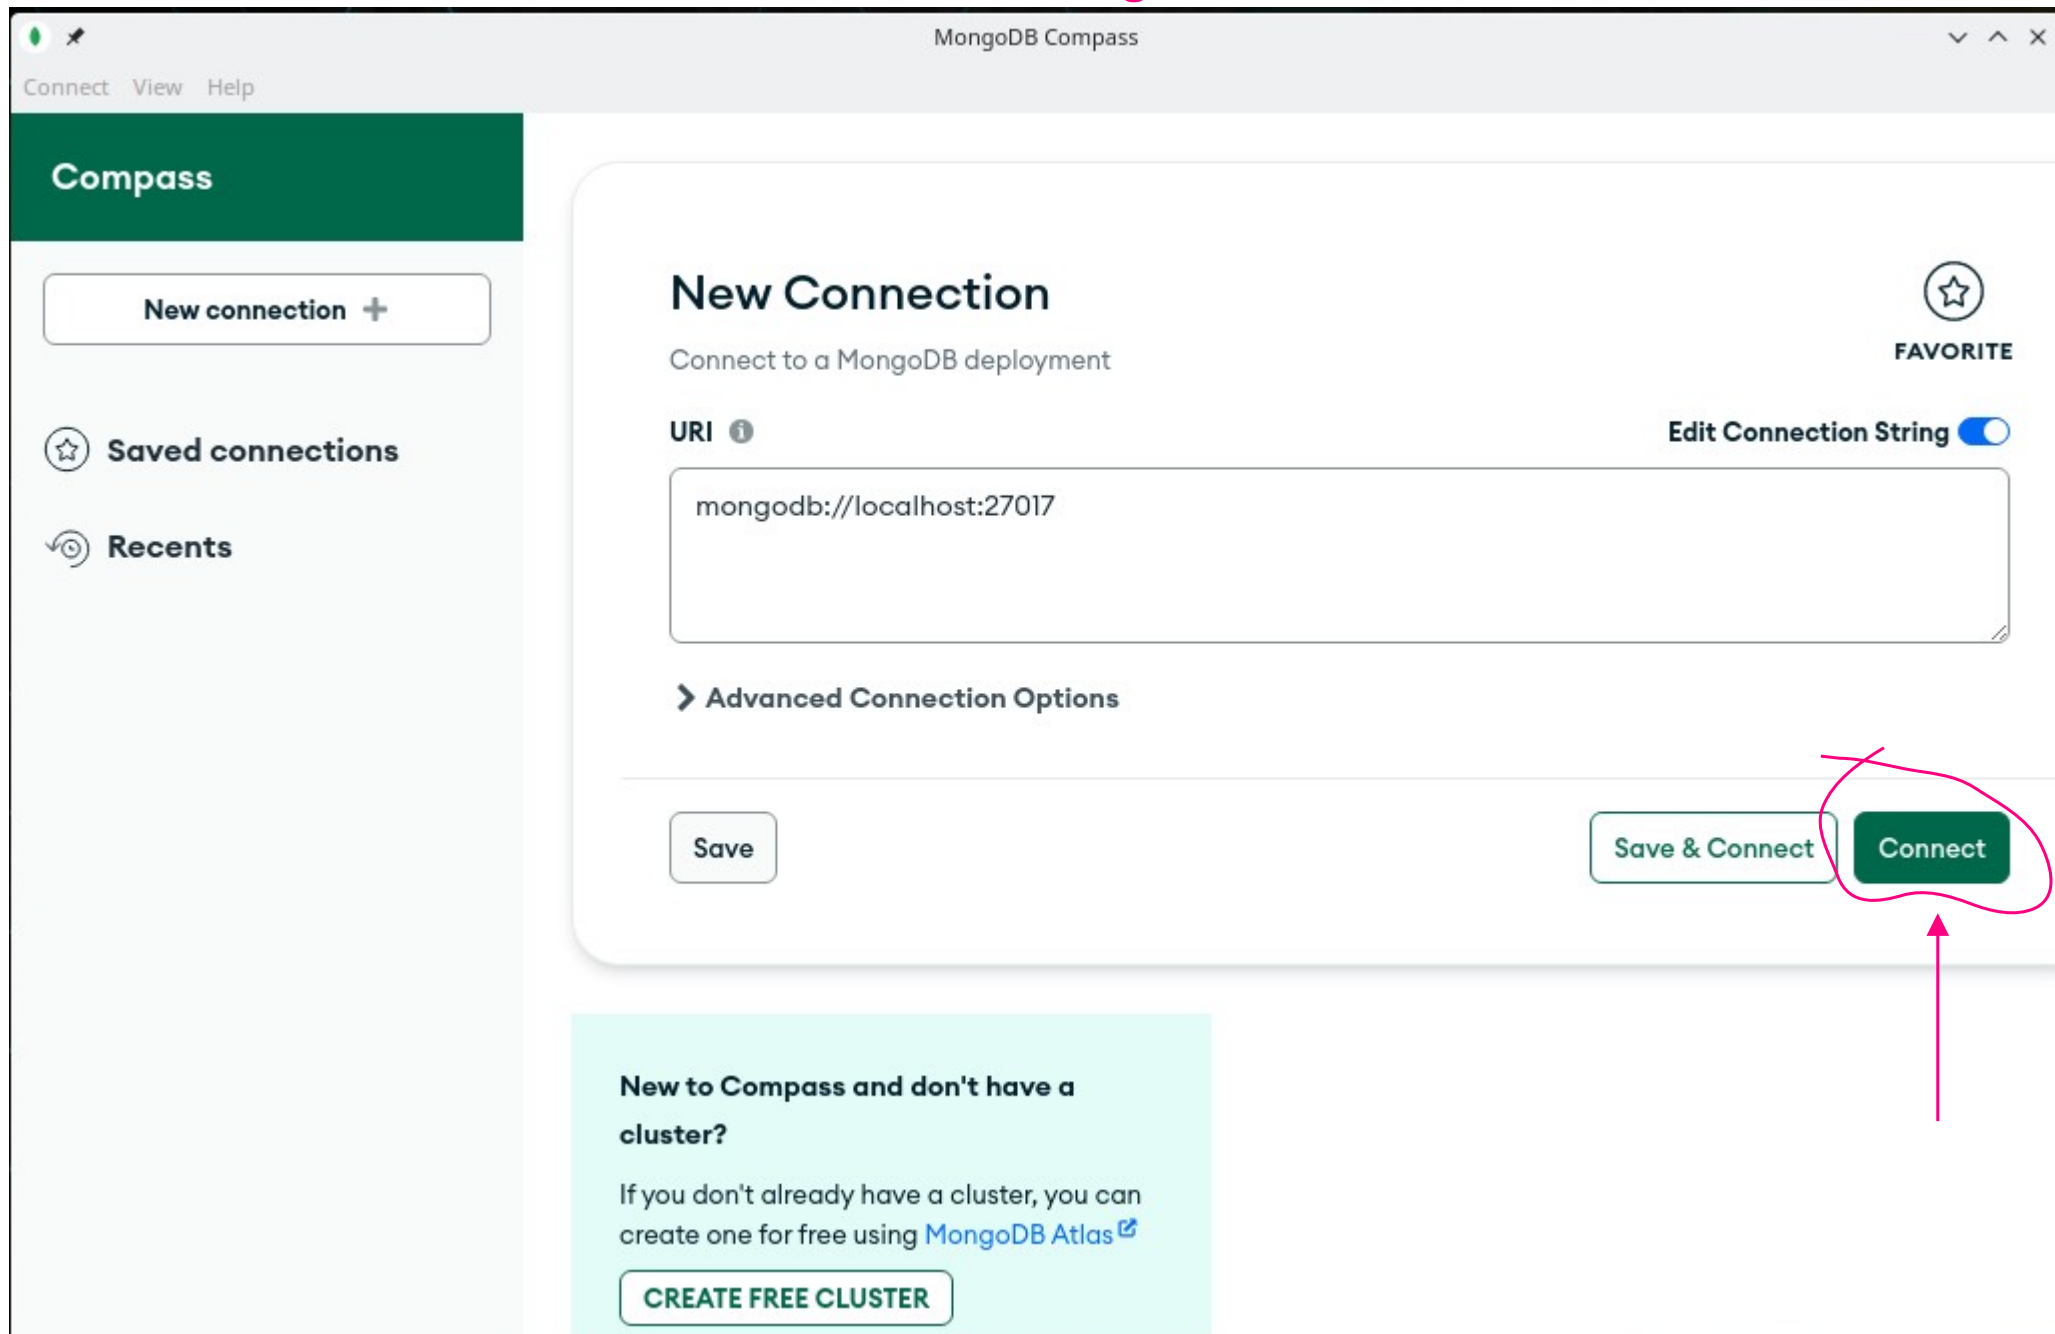 MongoDB Compass
Connect View Help
Compass
New connection
Saved connections
Recents
New Connection
Connect to a MongoDB deployment
FAVORITE
URI
Edit Connection String
mongodb://localhost:27017
Advanced Connection Options
Save
Save & Connect
Connect
New to Compass and don't have a
cluster?
If you don't already have a cluster, you can
create one for free using MongoDB Atlas
CREATE FREE CLUSTER